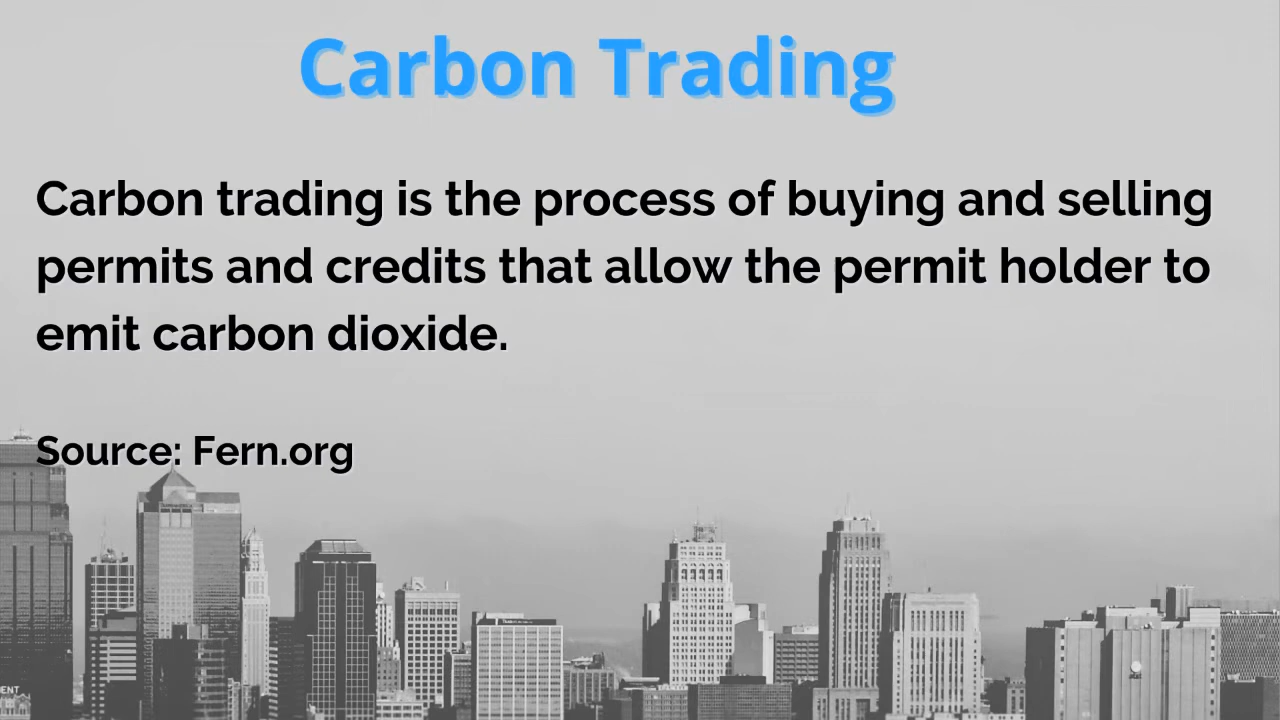 Carbon Trading
Carbon trading is the process of buying and selling
permits and credits that allow the permit holder to
emit carbon dioxide.
Source: Fern.org
ENT